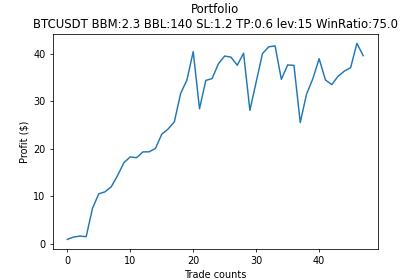 Portfolio
BTCUSDT BBM:2.3 BBL:140 SL:1.2 TP:0.6 lev:15 WinRatio:75.0
40
30
20
10
0
Profit ($)
0
10
20
30
40
Trade counts